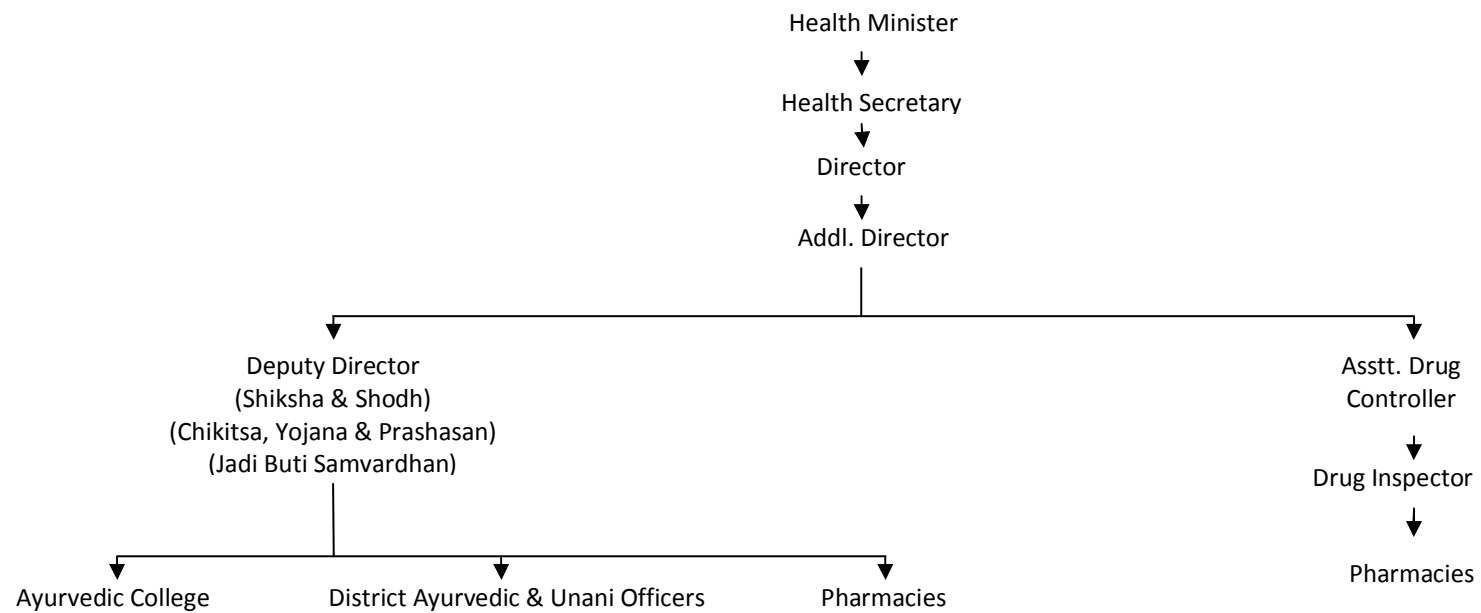 Health Minister
Health Secretary
Director
Addl. Director
Deputy Director
(Shiksha & Shodh)
(Chikitsa, Yojana & Prashasan)
(Jadi Buti Samvardhan)
Asstt. Drug
Controller
Drug Inspector
Pharmacies
Ayurvedic College
District Ayurvedic & Unani Officers
Pharmacies